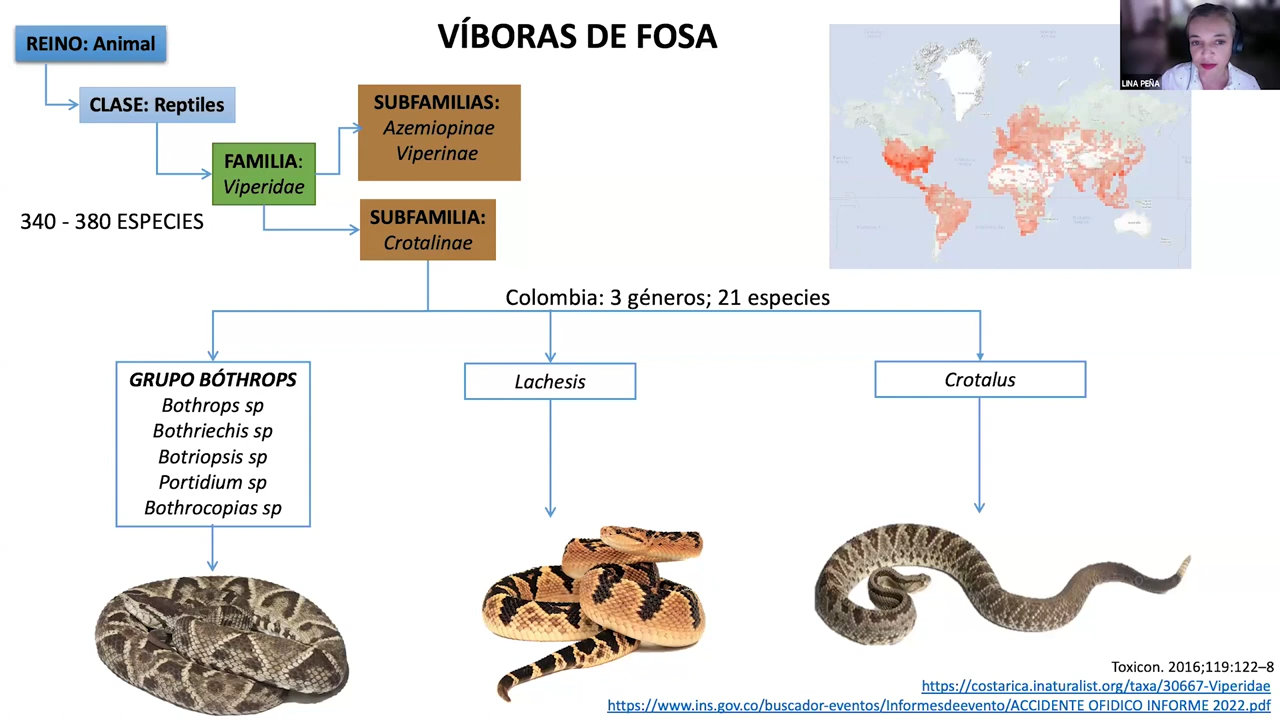 VÍBORAS DE FOSA
REINO: Animal
CLASE: Reptiles
FAMILIA:
Viperidae
SUBFAMILIAS:
Azemiopinae
Viperinae
340 - 380 ESPECIES
SUBFAMILIA:
Crotalinae
LINA PEÑA
Colombia: 3 géneros; 21 especies
GRUPO BÓTHROPS
Bothrops sp
Bothriechis sp
Botriopsis sp
Portidium sp
Bothrocopias sp
Lachesis
Crotalus
Toxicon. 2016;119:122–8
https://costarica.inaturalist.org/taxa/30667-Viperidae
https://www.ins.gov.co/buscador-eventos/Informesdeevento/ACCIDENTE OFIDICO INFORME 2022.pdf